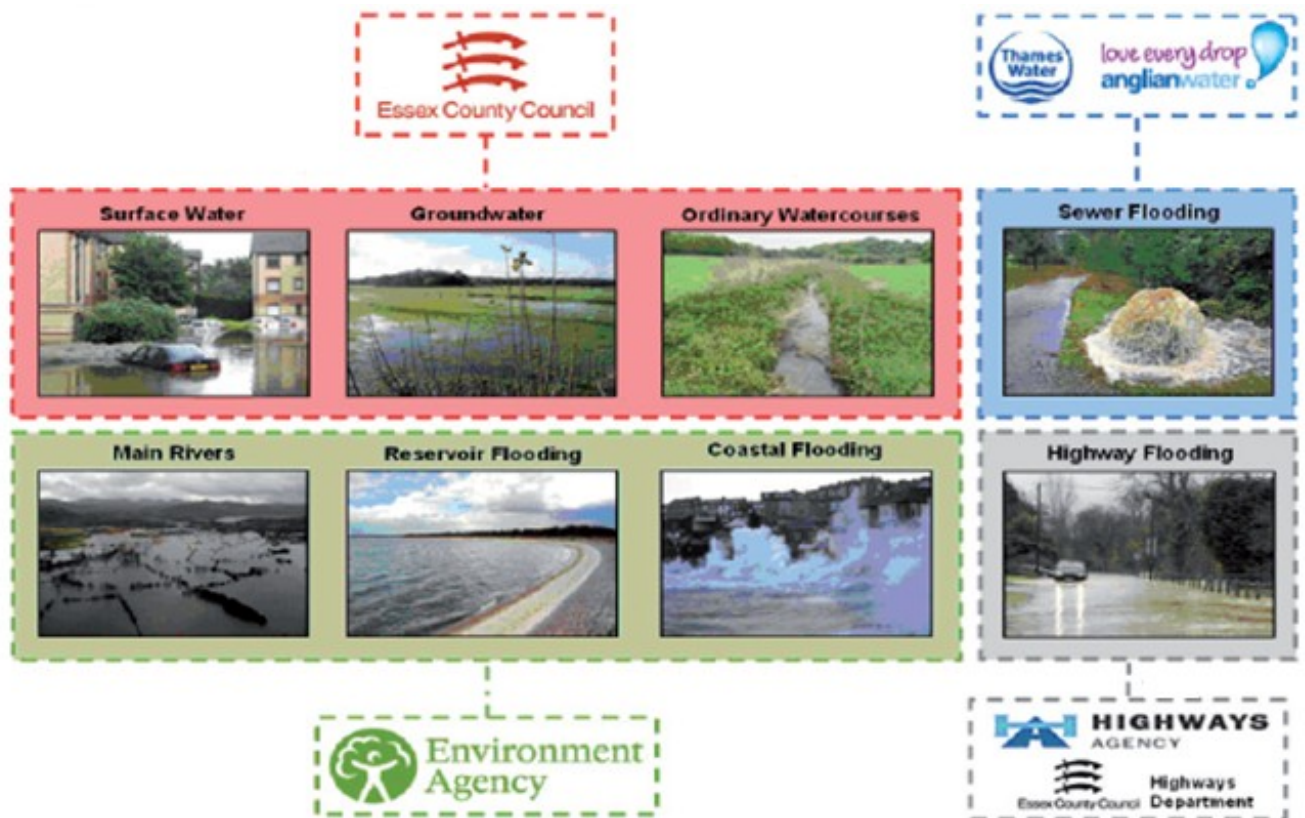 Essex County Council
Thames
Water
love every drop
anglianwater
Surface Water
Groundwater
Ordinary Watercourses
Sewer Flooding
Main Rivers
Reservoir Flooding
Coastal Flooding
Highway Flooding
Environment
Agency
HIGHWAYS
AGENCY
Essex County Council
Highways
Department